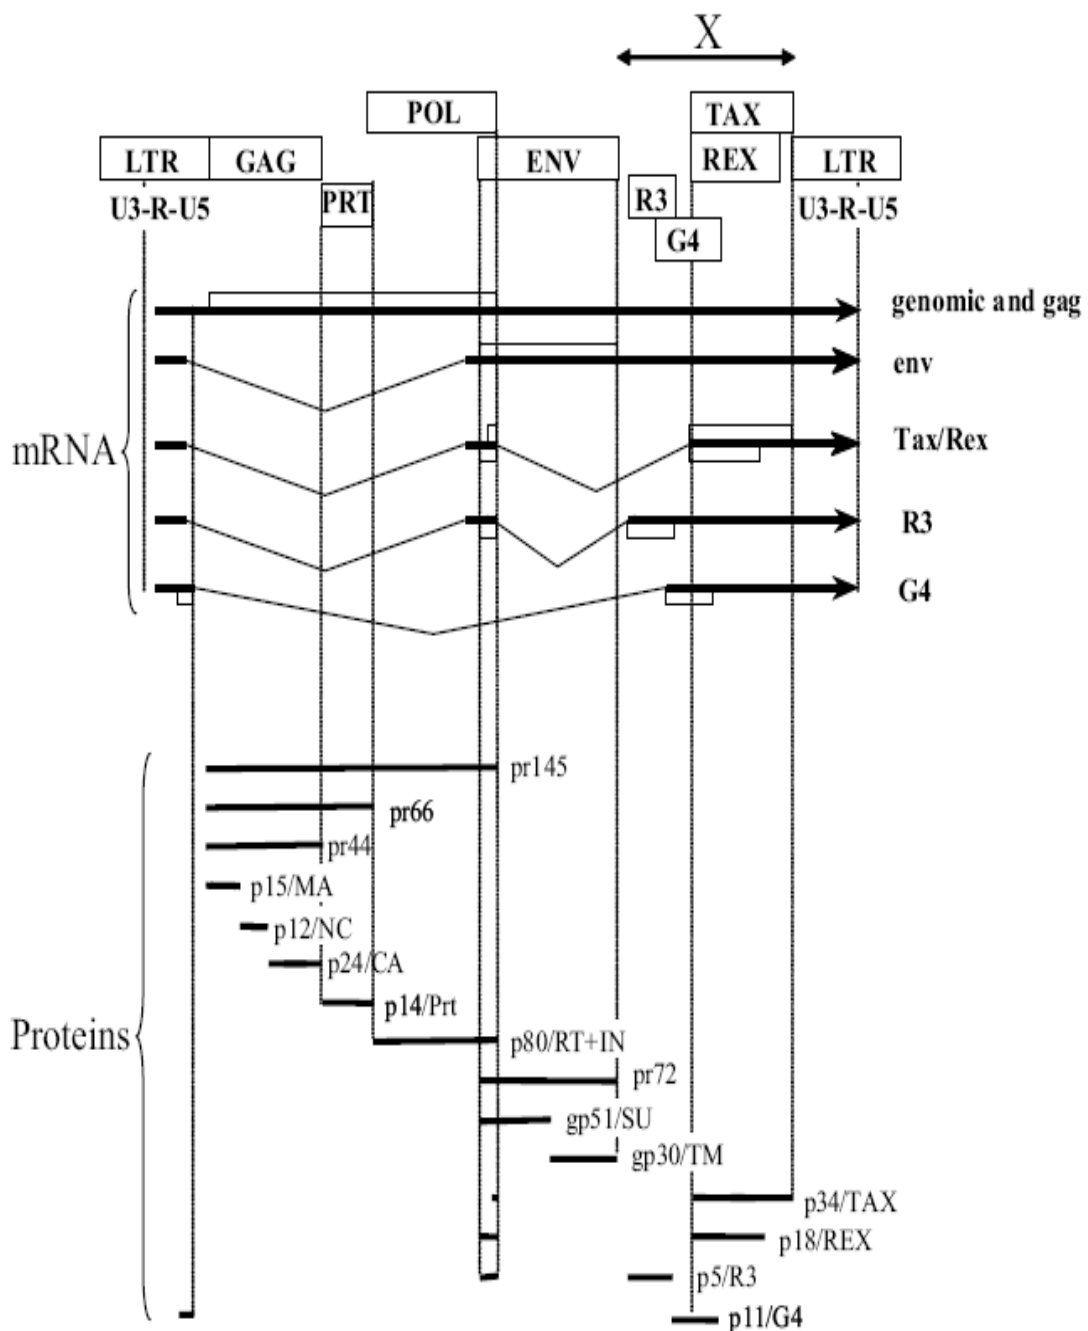 X
POL
TAX
LTR
GAG
ENV
REX
LTR
U3-R-U5
PRT
R3
U3-R-U5
G4
mRNA
genomic and gag
env
Tax/Rex
R3
G4
Proteins
pr145
pr66
pr44
p15/MA
p12/NC
p24/CA
p14/Prt
p80/RT+IN
pr72
gp51/SU
gp30/TM
p34/TAX
p18/REX
p5/R3
p11/G4